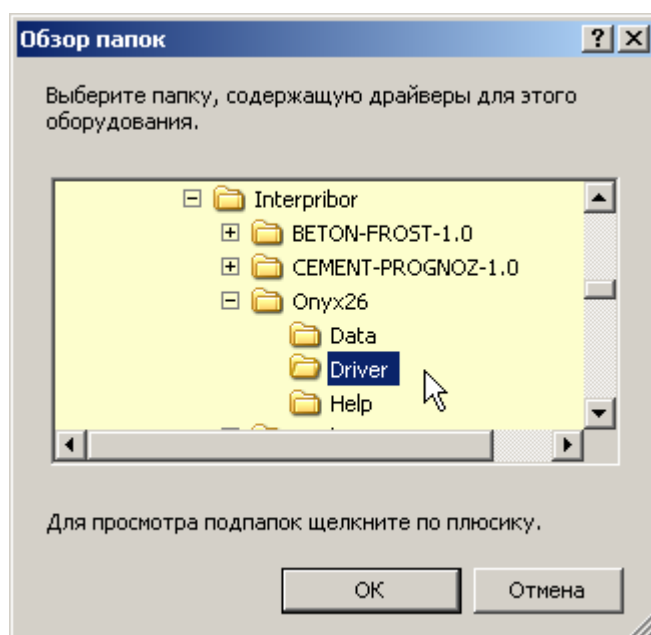 Обзор папок
Выберите папку, содержащую драйверы для этого
оборудования.
Interpribor
BETON-FROST-1.0
CEMENT-PROGNOZ-1.0
Onyx26
Data
Driver
Help
Для просмотра подпапок щелкните по плюсику.
ОК
Отмена